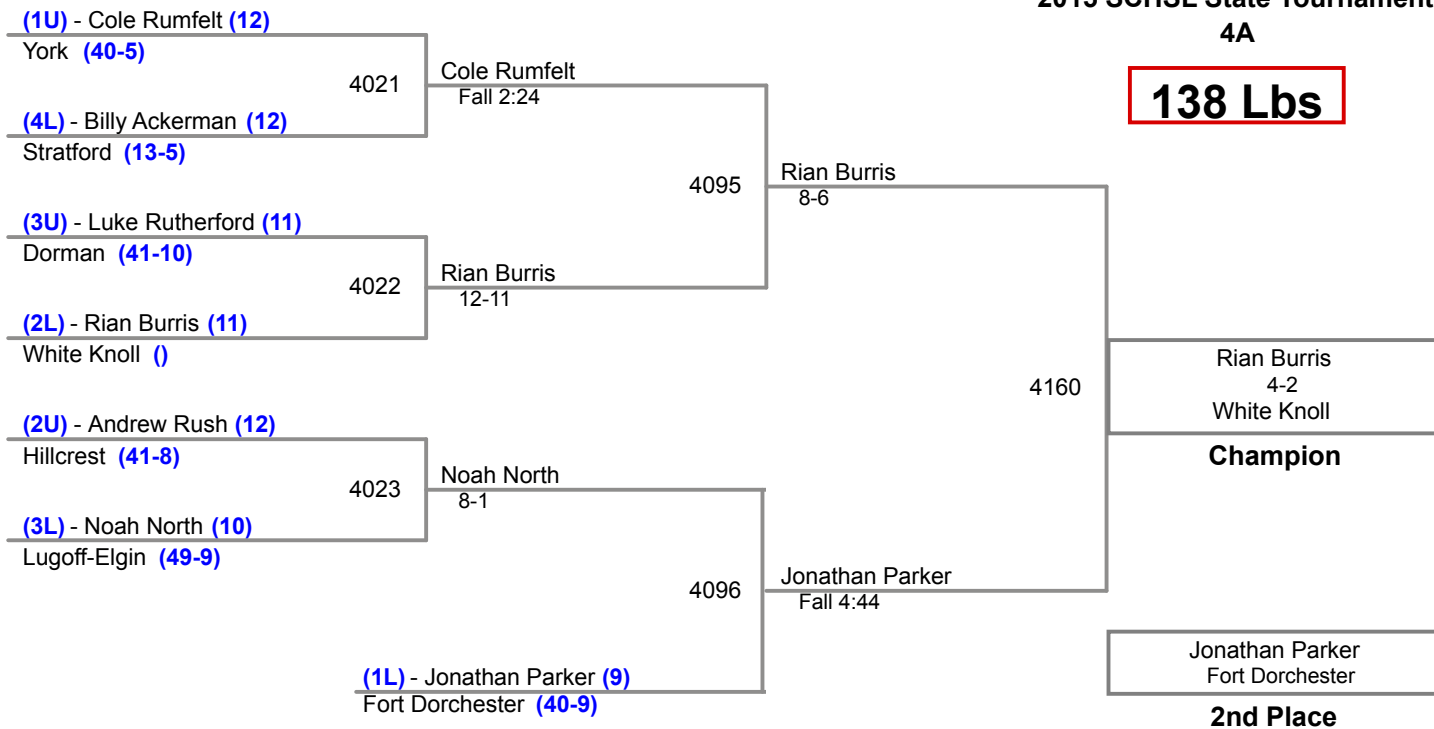 2015 SCHSL State Tournament
4A
138 Lbs
(1U) - Cole Rumfelt (12)
York (40-5)
4021
Cole Rumfelt
Fall 2:24
(4L) - Billy Ackerman (12)
Stratford (13-5)
4095
Rian Burris
8-6
(3U) - Luke Rutherford (11)
Dorman (41-10)
4022
Rian Burris
12-11
(2L) - Rian Burris (11)
White Knoll ()
4160
Rian Burris
4-2
White Knoll
Champion
(2U) - Andrew Rush (12)
Hillcrest (41-8)
4023
Noah North
8-1
(3L) - Noah North (10)
Lugoff-Elgin (49-9)
4096
Jonathan Parker
Fall 4:44
(1L) - Jonathan Parker (9)
Fort Dorchester (40-9)
Jonathan Parker
Fort Dorchester
2nd Place